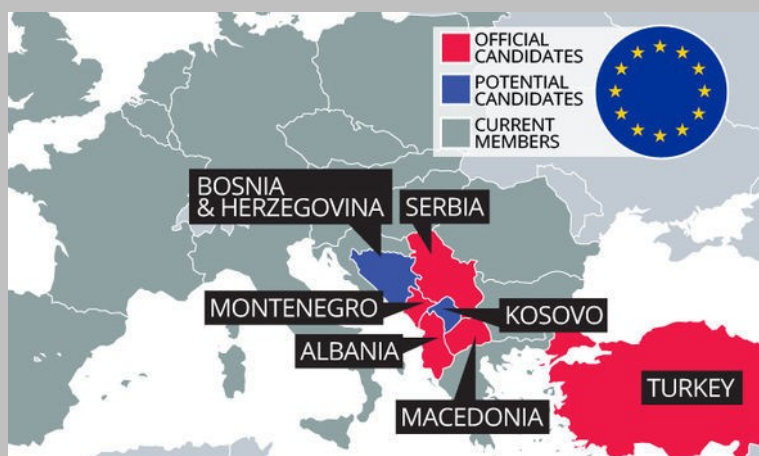 OFFICIAL
CANDIDATES
POTENTIAL
CANDIDATES
CURRENT
MEMBERS
BOSNIA
& HERZEGOVINA
SERBIA
MONTENEGRO
KOSOVO
ALBANIA
TURKEY
MACEDONIA